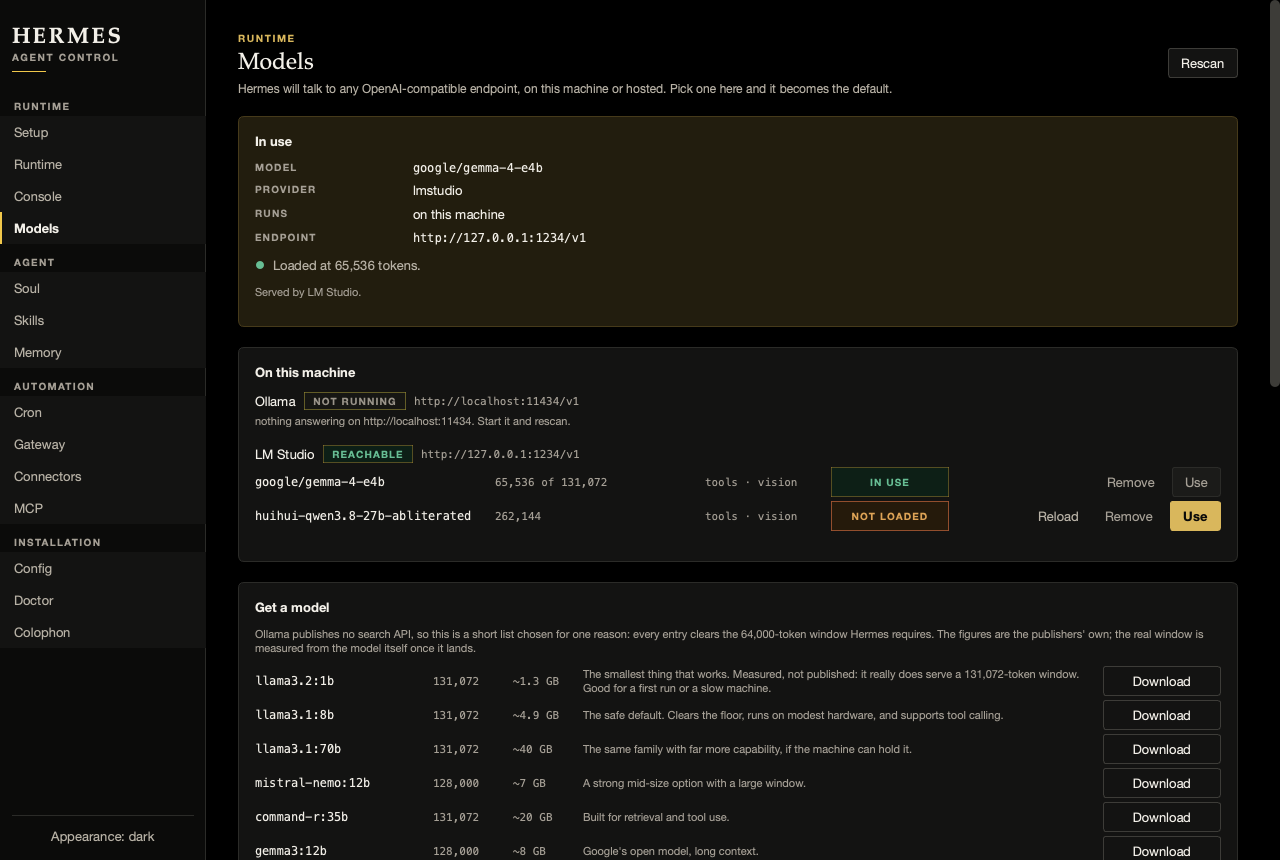 HERMES
AGENT CONTROL
RUNTIME
Setup
Runtime
Console
Models
AGENT
Soul
Skills
Memory
AUTOMATION
Cron
Gateway
Connectors
MCP
INSTALLATION
Config
Doctor
Colophon
Appearance: dark
RUNTIME
Models
Rescan
Hermes will talk to any OpenAI-compatible endpoint, on this machine or hosted. Pick one here and it becomes the default.
In use
MODEL google/gemma-4-e4b
PROVIDER lmstudio
RUNS on this machine
ENDPOINT http://127.0.0.1:1234/v1
Loaded at 65,536 tokens.
Served by LM Studio.
On this machine
Ollama NOT RUNNING http://localhost:11434/v1
nothing answering on http://localhost:11434. Start it and rescan.
LM Studio REACHABLE http://127.0.0.1:1234/v1
google/gemma-4-e4b 65,536 of 131,072 tools · vision IN USE Remove Use
huihui-qwen3.8-27b-abliterated 262,144 tools · vision NOT LOADED Reload Remove Use
Get a model
Ollama publishes no search API, so this is a short list chosen for one reason: every entry clears the 64,000-token window Hermes requires. The figures are the publishers' own; the real window is
measured from the model itself once it lands.
llama3.2:1b 131,072 ~1.3 GB The smallest thing that works. Measured, not published: it really does serve a 131,072-token window.
Good for a first run or a slow machine. Download
llama3.1:8b 131,072 ~4.9 GB The safe default. Clears the floor, runs on modest hardware, and supports tool calling. Download
llama3.1:70b 131,072 ~40 GB The same family with far more capability, if the machine can hold it. Download
mistral-nemo:12b 128,000 ~7 GB A strong mid-size option with a large window. Download
command-r:35b 131,072 ~20 GB Built for retrieval and tool use. Download
gemma3:12b 128,000 ~8 GB Google's open model, long context. Download